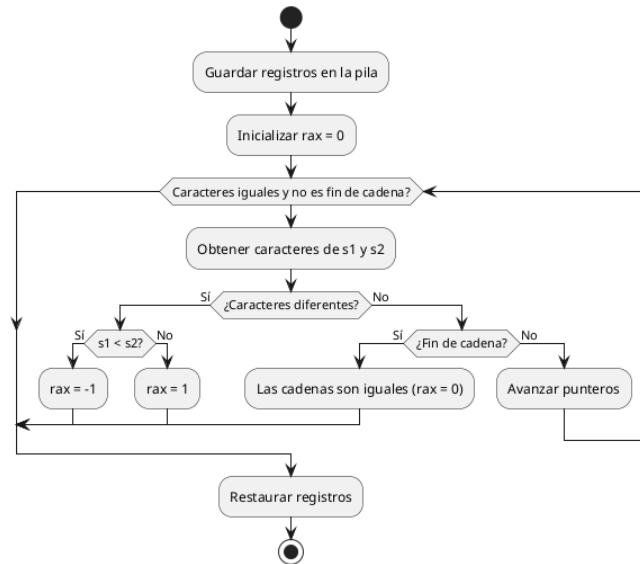 Guardar registros en la pila
Inicializar rax = 0
Caracteres iguales y no es fin de cadena?
Obtener caracteres de s1 y s2
Sí
¿Caracteres diferentes?
No
Sí
s1 < s2?
No
Sí
¿Fin de cadena?
No
rax = -1
rax = 1
Las cadenas son iguales (rax = 0)
Avanzar punteros
Restaurar registros